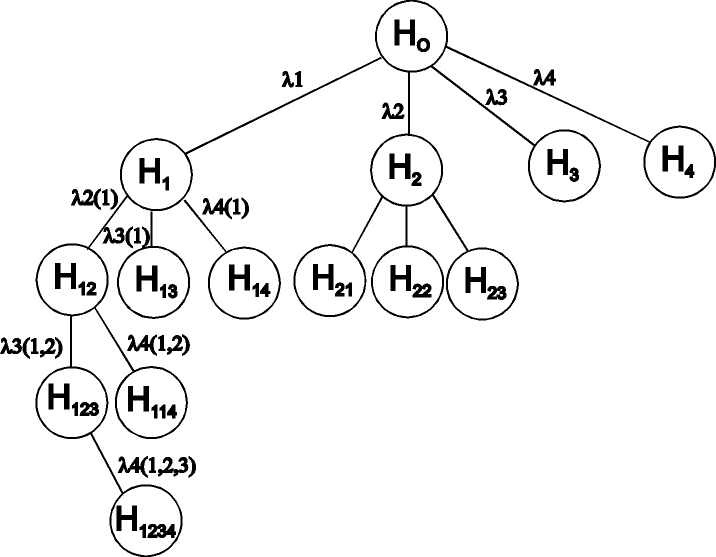 H₀
λ1
λ2
λ3
λ4
H₁
H₂
H₃
H₄
λ2(1)
λ3(1)
λ4(1)
H₁₂
H₁₃
H₁₄
H₂₁
H₂₂
H₂₃
λ3(1,2)
λ4(1,2)
H₁₂₃
H₁₁₄
λ4(1,2,3)
H₁₂₃₄